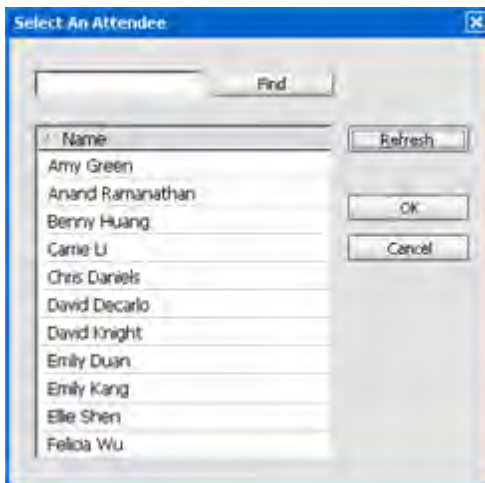 Select An Attendee
Find
Name
Refresh
Amy Green
Anand Ramanathan
OK
Benny Huang
Carrie Li
Cancel
Chris Daniels
David Decarlo
David Knight
Emily Duan
Emily Kang
Ellie Shen
Felicia Wu